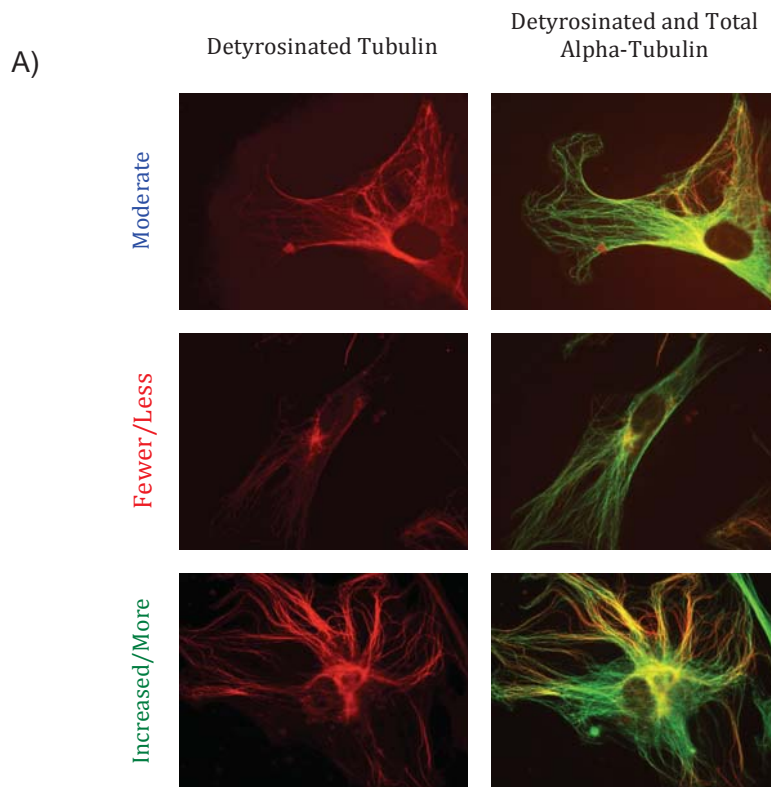 A)
Detyrosinated Tubulin
Detyrosinated and Total
Alpha-Tubulin
Moderate
Fewer/Less
Increased/More